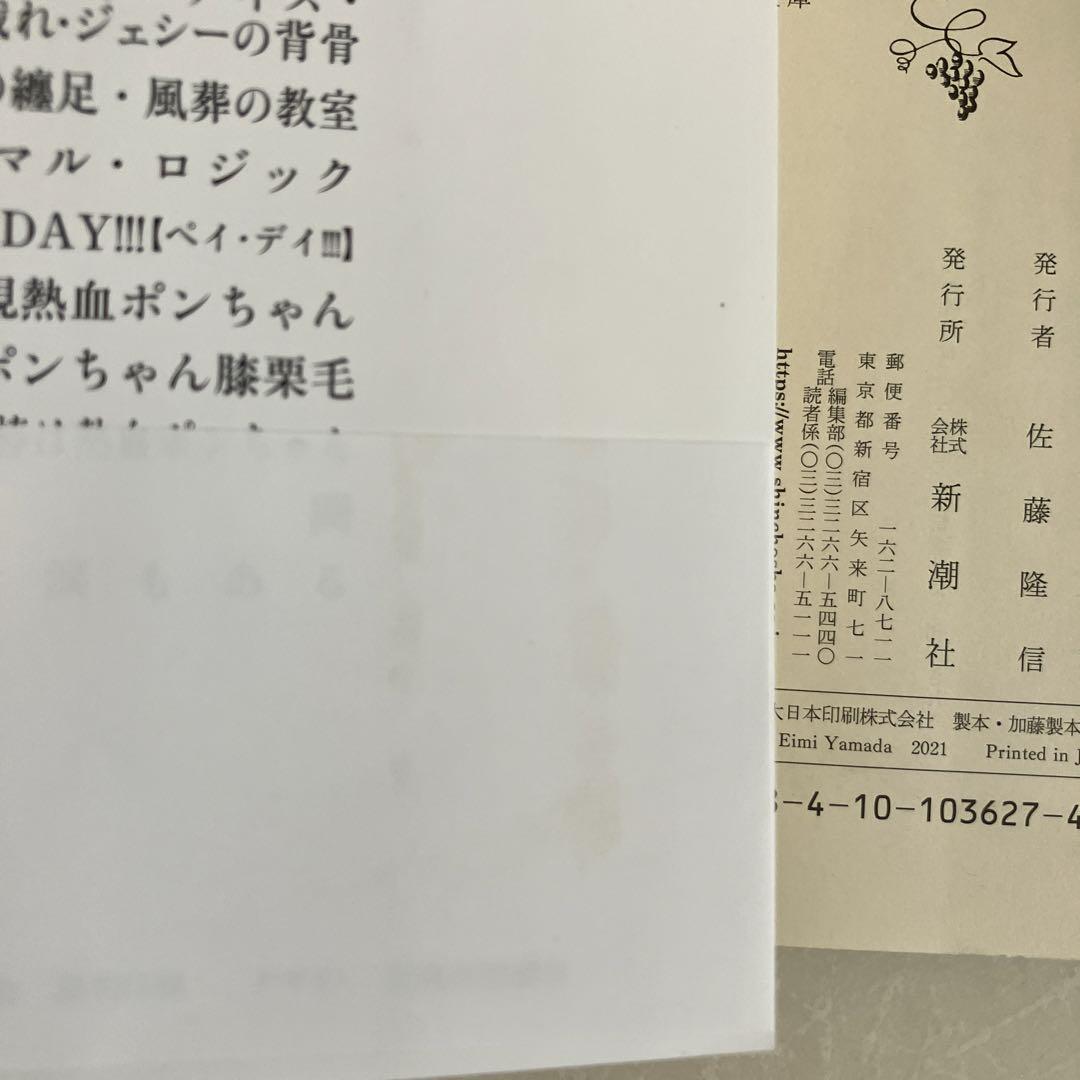 れ・ジェシーの背骨
纏足・風葬の教室
マル・ロジック
DAY!!!【ペイ・デイ!!!】
熱血ポンちゃん
ポンちゃん膝栗毛
庫
発行者 佐藤隆信
発行所 株式会社 新潮社
郵便番号 一六二―八七一一
東京都新宿区矢来町七一
電話 編集部(〇三)三二六六―五四四〇
読者係(〇三)三二六六―五一一一
https://www.shinchosha
大日本印刷株式会社 製本・加藤製本
Eimi Yamada 2021 Printed in J
-4-10-103627-4